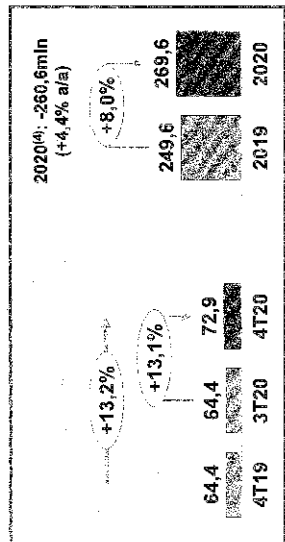 2020⁽⁴⁾: -260,6mln
(+4,4% a/a)
+8,0%
249,6
269,6
2019
2020
+13,2%
+13,1%
64,4
64,4
72,9
4T19
3T20
4T20